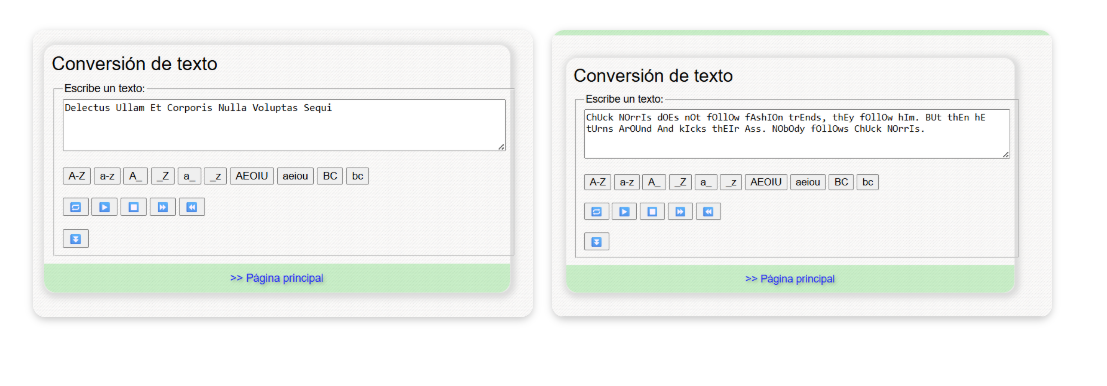 Conversión de texto
Escribe un texto:
Delectus Ullam Et Corporis Nulla Voluptas Sequi
A-Z a-z A_ _Z a_ _z AEOIU aeiou BC bc
>> Página principal
Conversión de texto
Escribe un texto:
ChUck NOrrIs dOEs nOt fOllOw fAshIOn trEnds, thEy fOllOw hIm. BUt thEn hE
tUrns ArOUnd And kIcks thEIr Ass. NObOdy fOllOws ChUck NOrrIs.
A-Z a-z A_ _Z a_ _z AEOIU aeiou BC bc
>> Página principal